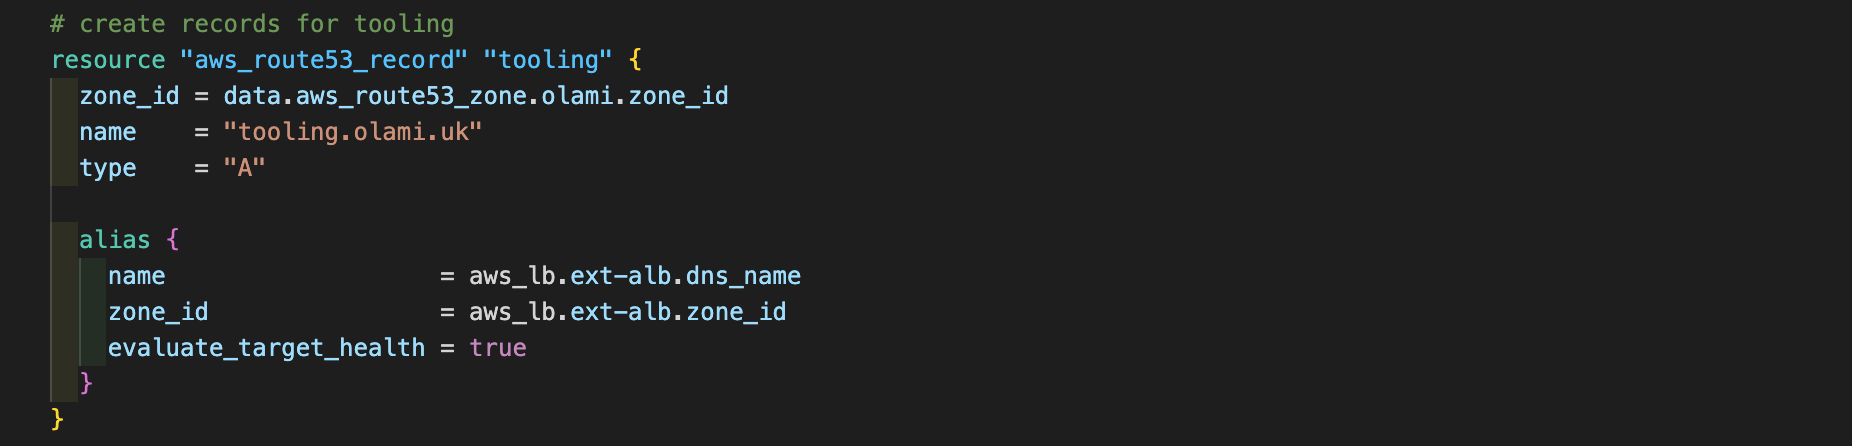 # create records for tooling
resource "aws_route53_record" "tooling" {
  zone_id = data.aws_route53_zone.olami.zone_id
  name    = "tooling.olami.uk"
  type    = "A"

  alias {
    name                   = aws_lb.ext-alb.dns_name
    zone_id                = aws_lb.ext-alb.zone_id
    evaluate_target_health = true
  }
}